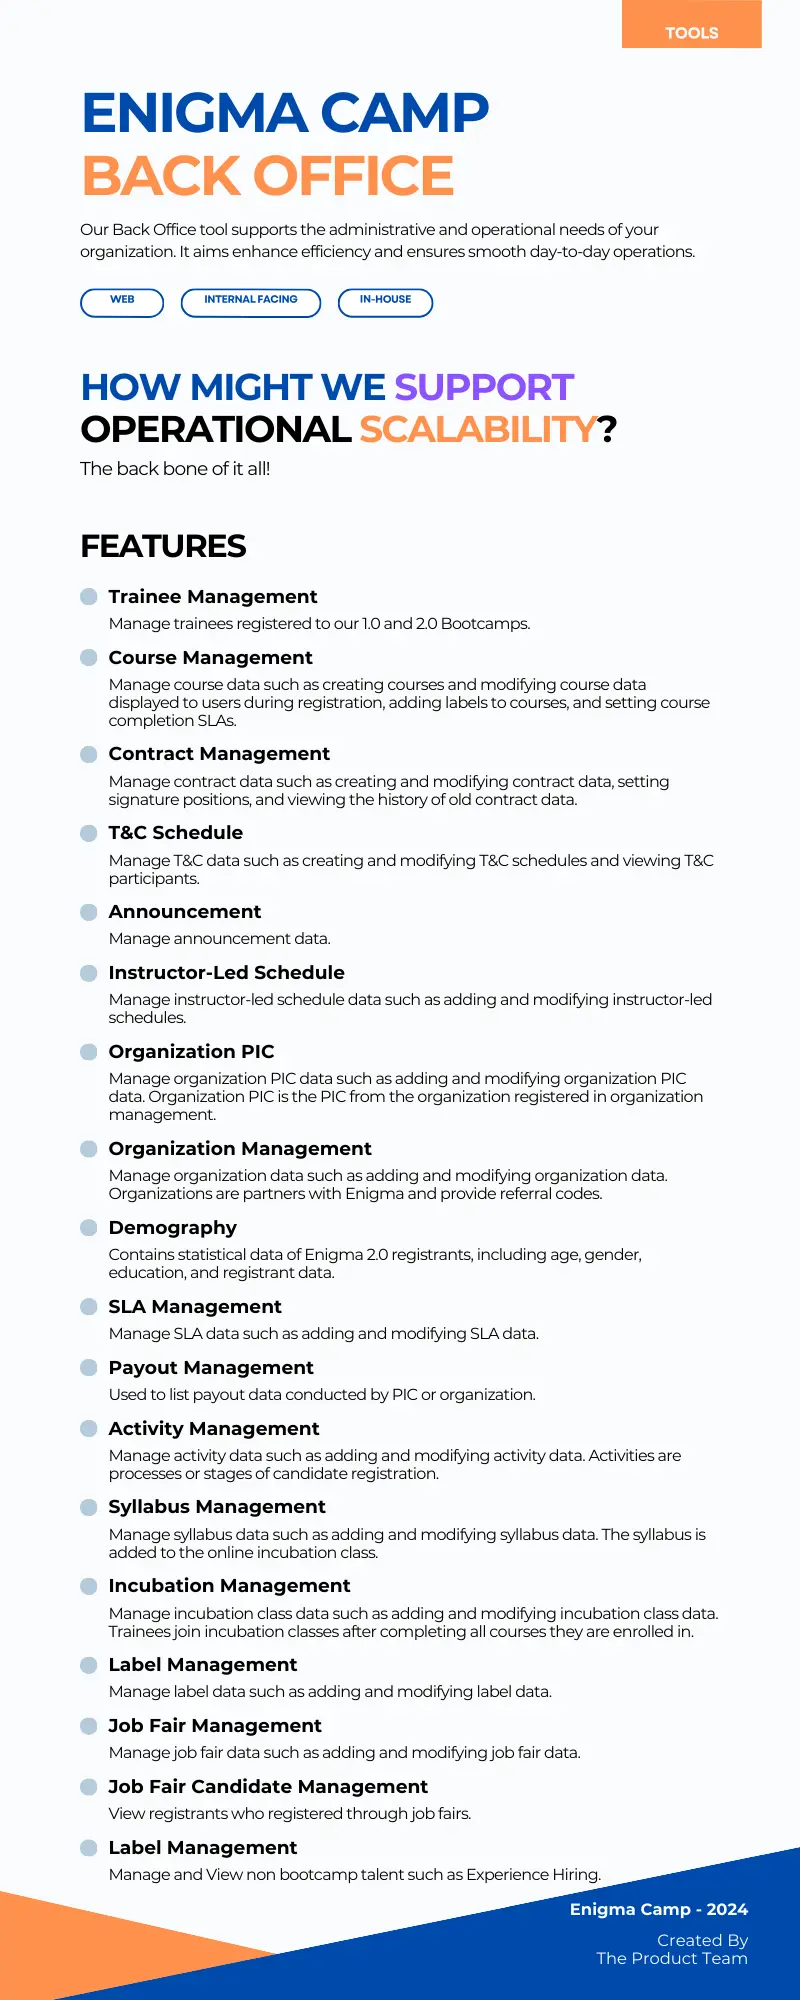 TOOLS
ENIGMA CAMP
BACK OFFICE
Our Back Office tool supports the administrative and operational needs of your
organization. It aims enhance efficiency and ensures smooth day-to-day operations.
WEB
INTERNAL FACING
IN-HOUSE
HOW MIGHT WE SUPPORT
OPERATIONAL SCALABILITY?
The back bone of it all!
FEATURES
Trainee Management
Manage trainees registered to our 1.0 and 2.0 Bootcamps.
Course Management
Manage course data such as creating courses and modifying course data
displayed to users during registration, adding labels to courses, and setting course
completion SLAs.
Contract Management
Manage contract data such as creating and modifying contract data, setting
signature positions, and viewing the history of old contract data.
T&C Schedule
Manage T&C data such as creating and modifying T&C schedules and viewing T&C
participants.
Announcement
Manage announcement data.
Instructor-Led Schedule
Manage instructor-led schedule data such as adding and modifying instructor-led
schedules.
Organization PIC
Manage organization PIC data such as adding and modifying organization PIC
data. Organization PIC is the PIC from the organization registered in organization
management.
Organization Management
Manage organization data such as adding and modifying organization data.
Organizations are partners with Enigma and provide referral codes.
Demography
Contains statistical data of Enigma 2.0 registrants, including age, gender,
education, and registrant data.
SLA Management
Manage SLA data such as adding and modifying SLA data.
Payout Management
Used to list payout data conducted by PIC or organization.
Activity Management
Manage activity data such as adding and modifying activity data. Activities are
processes or stages of candidate registration.
Syllabus Management
Manage syllabus data such as adding and modifying syllabus data. The syllabus is
added to the online incubation class.
Incubation Management
Manage incubation class data such as adding and modifying incubation class data.
Trainees join incubation classes after completing all courses they are enrolled in.
Label Management
Manage label data such as adding and modifying label data.
Job Fair Management
Manage job fair data such as adding and modifying job fair data.
Job Fair Candidate Management
View registrants who registered through job fairs.
Label Management
Manage and View non bootcamp talent such as Experience Hiring.
Enigma Camp - 2024
Created By
The Product Team